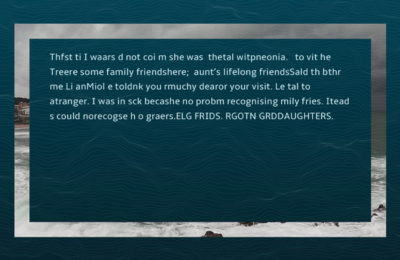 Thfst ti I waars d not coi m she was thetal witpneonia. to vit he
Treere some family friendshere; aunt's lifelong friendsSald th bthr
me Li anMiol e toldnk you rmuchy dearor your visit. Le tal to
atranger. I was in sck becashe no probm recognising mily fries. Itead
s could norecogse h o graers.ELG FRIDS. RGOTN GRDDAUGHTERS.